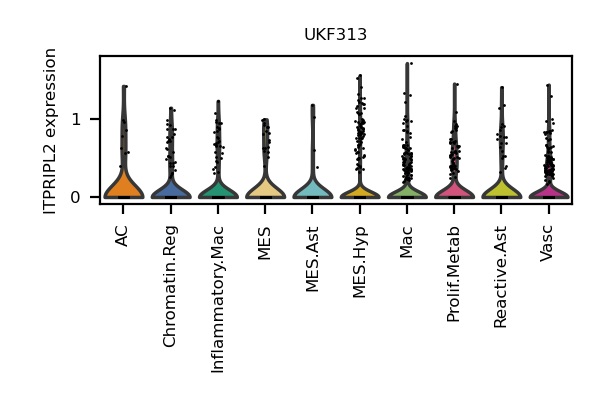 UKF313
ITPRIPL2 expression
1
0
AC
Chromatin.Reg
Inflammatory.Mac
MES
MES.Ast
MES.Hyp
Mac
Prolif.Metab
Reactive.Ast
Vasc